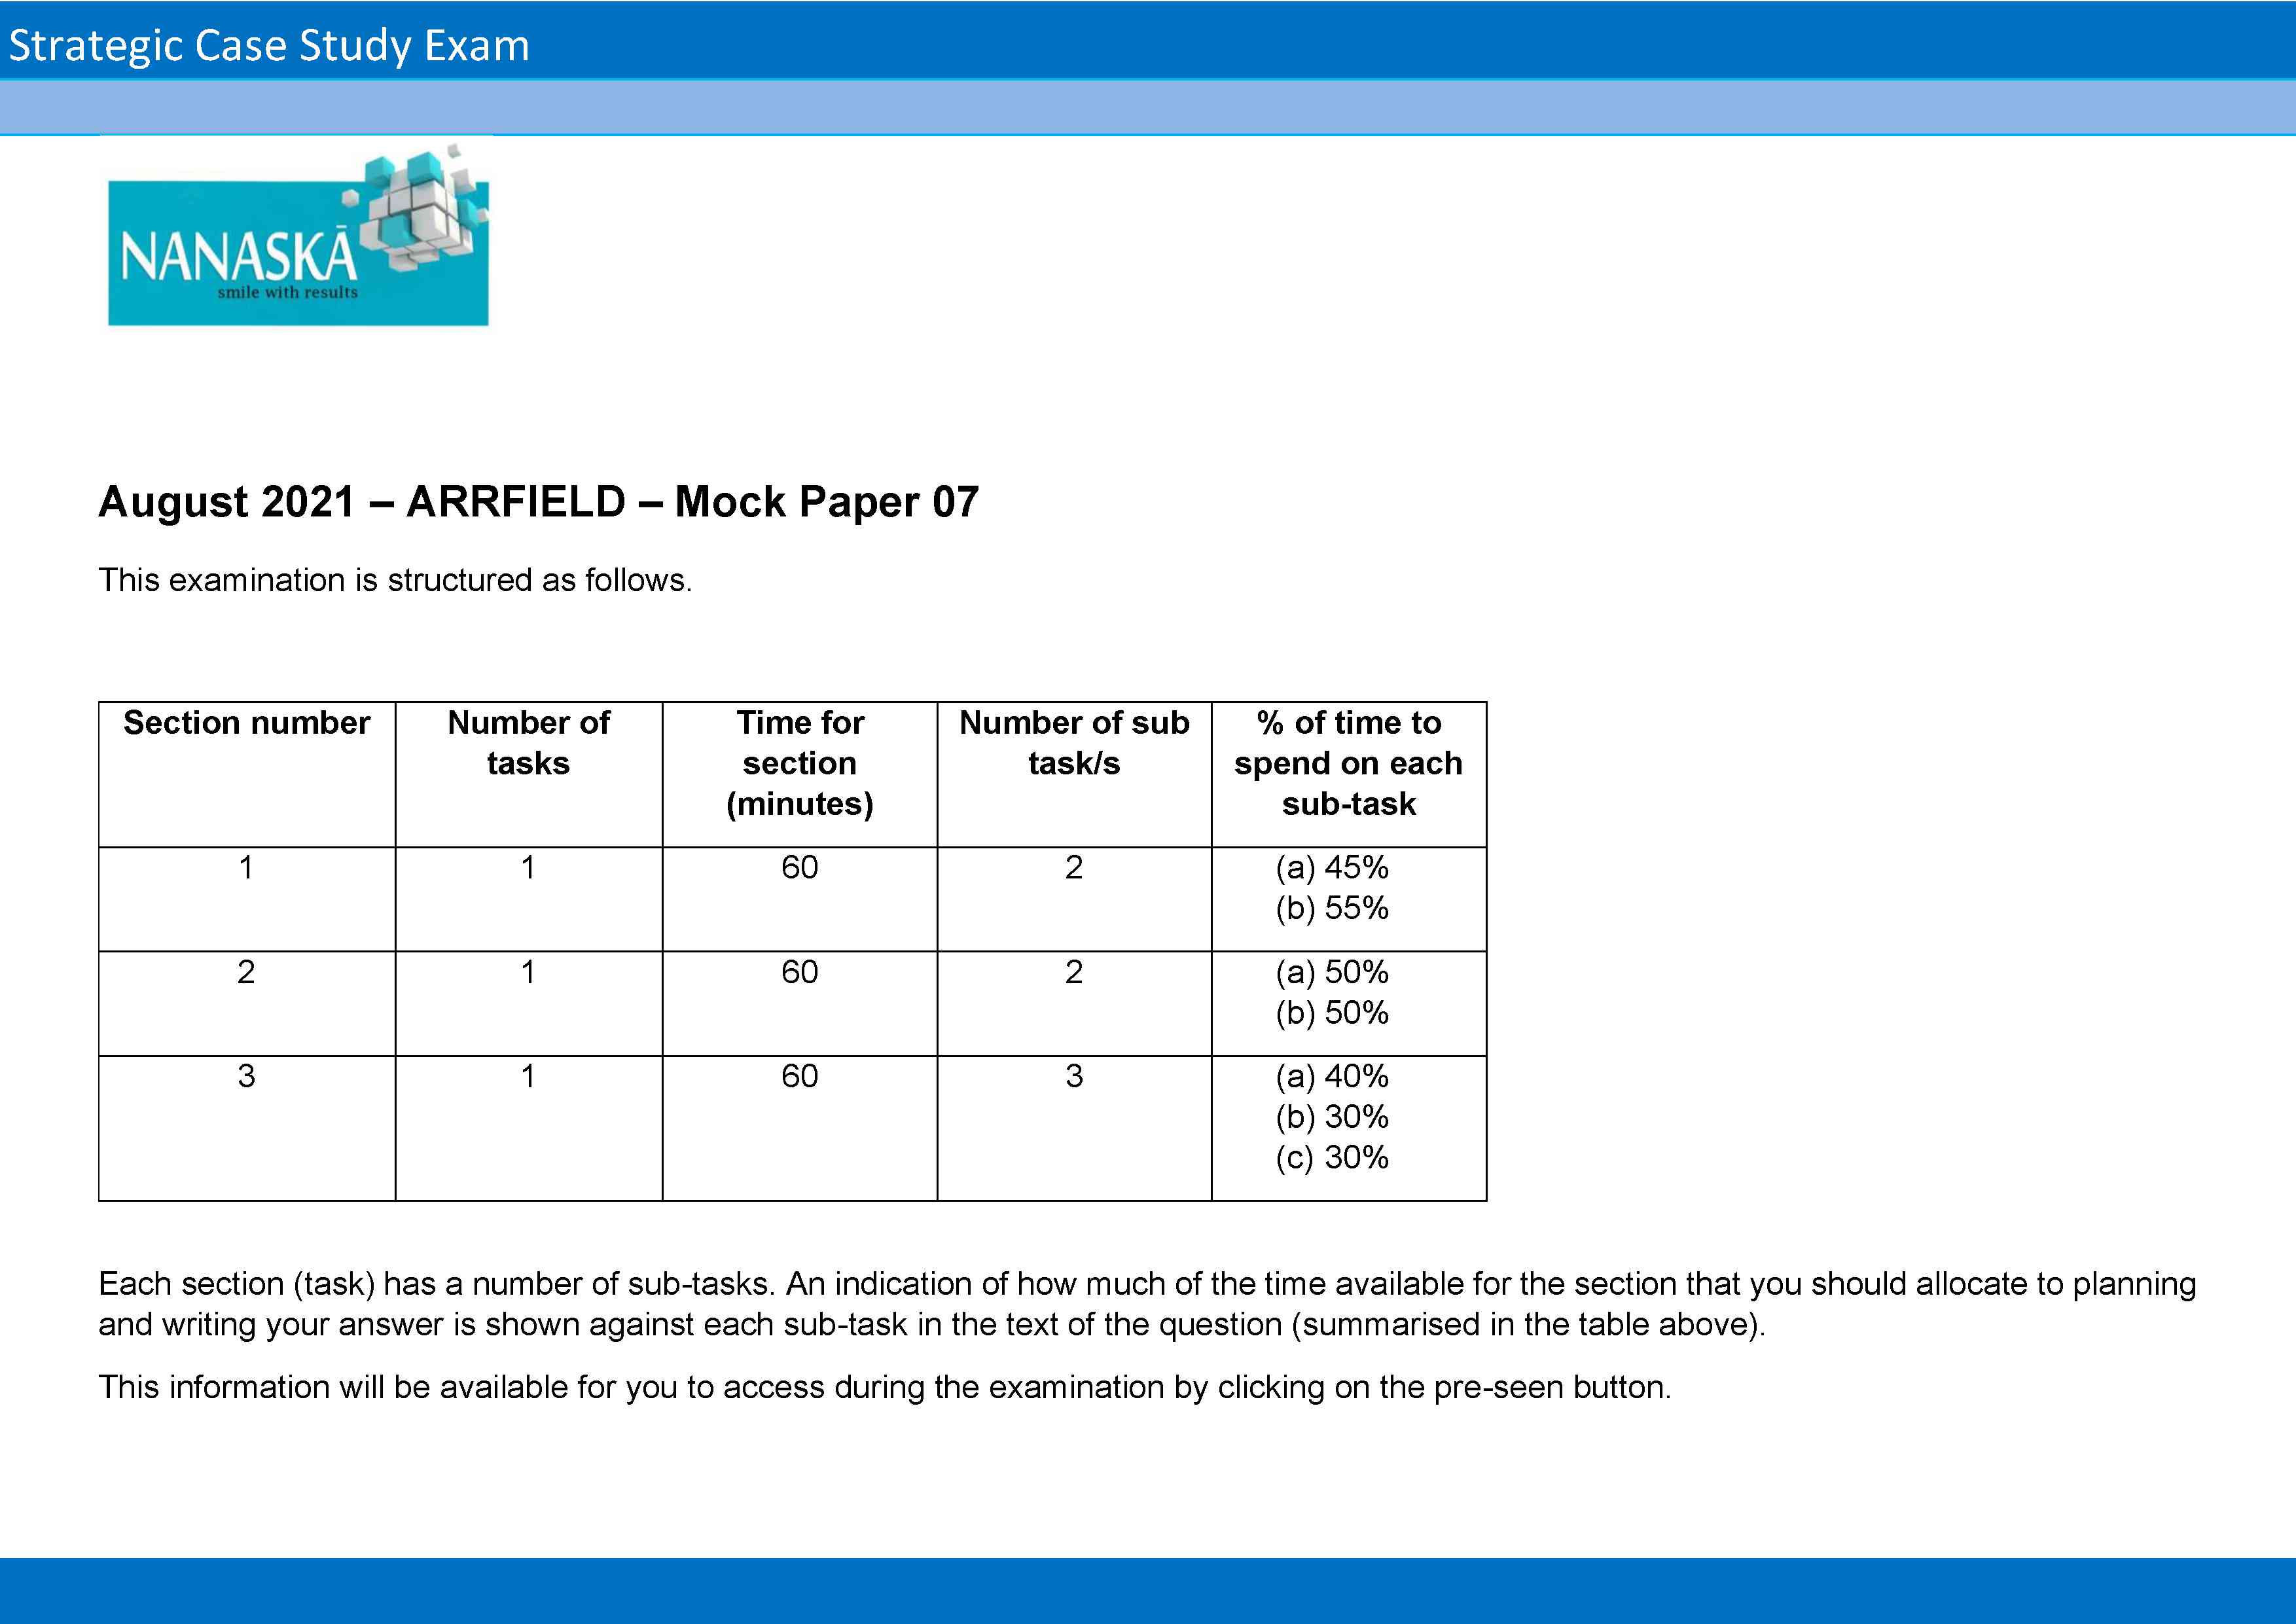 Strategic Case Study Exam
NANASKĀ
smile with results
August 2021 – ARRFIELD – Mock Paper 07
This examination is structured as follows.
Section number Number of tasks Time for section (minutes) Number of sub task/s % of time to spend on each sub-task
1 1 60 2 (a) 45%
(b) 55%
2 1 60 2 (a) 50%
(b) 50%
3 1 60 3 (a) 40%
(b) 30%
(c) 30%
Each section (task) has a number of sub-tasks. An indication of how much of the time available for the section that you should allocate to planning
and writing your answer is shown against each sub-task in the text of the question (summarised in the table above).
This information will be available for you to access during the examination by clicking on the pre-seen button.